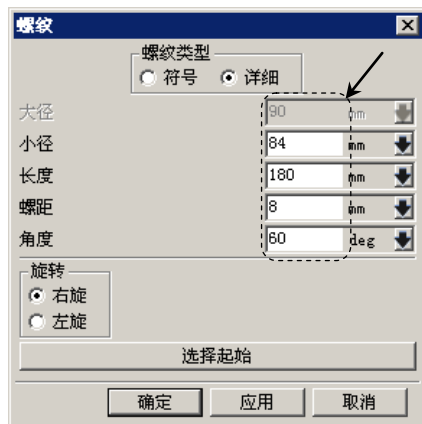 螺纹
螺纹类型
符号 详细
大径 90 mm
小径 84 mm
长度 180 mm
螺距 8 mm
角度 60 deg
旋转
右旋
左旋
选择起始
确定 应用 取消